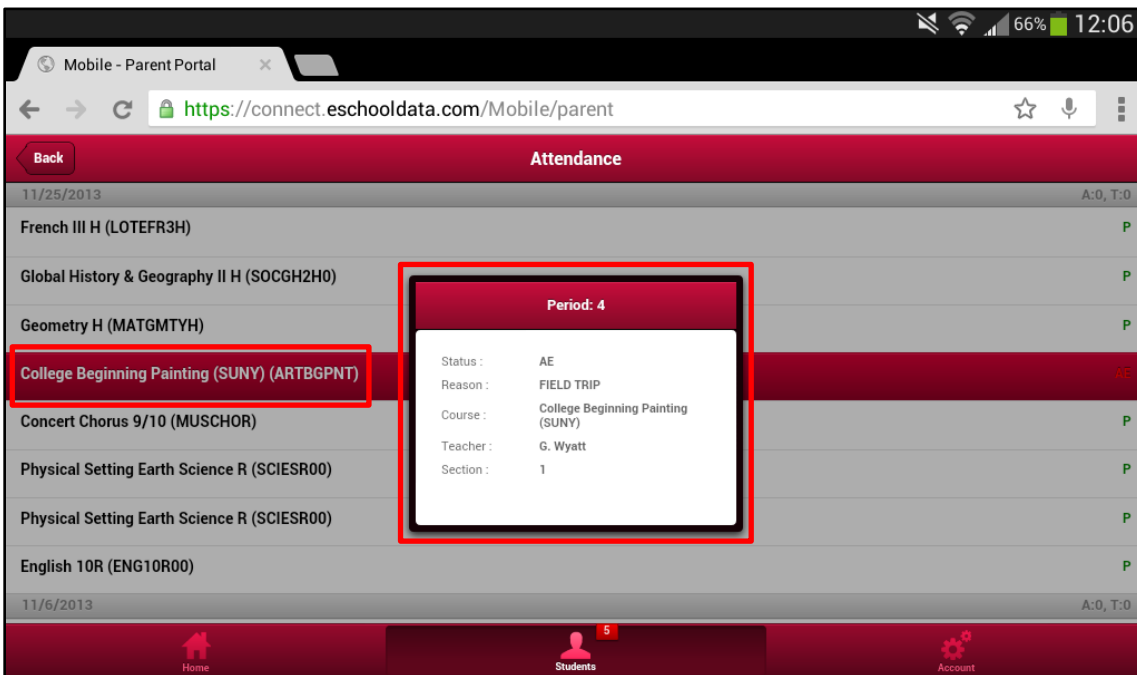 66% 12:06
Mobile - Parent Portal
https://connect.eschooldata.com/Mobile/parent
Back Attendance
11/25/2013 A:0, T:0
French III H (LOTEFR3H) P
Global History & Geography II H (SOCGH2H0) P
Geometry H (MATGMTYH) P
College Beginning Painting (SUNY) (ARTBGPNT) AE
Concert Chorus 9/10 (MUSCHOR) P
Physical Setting Earth Science R (SCIESR00) P
Physical Setting Earth Science R (SCIESR00) P
English 10R (ENG10R00) P
11/6/2013 A:0, T:0
Period: 4
Status : AE
Reason : FIELD TRIP
Course : College Beginning Painting
(SUNY)
Teacher : G. Wyatt
Section : 1
5
Home Students Account